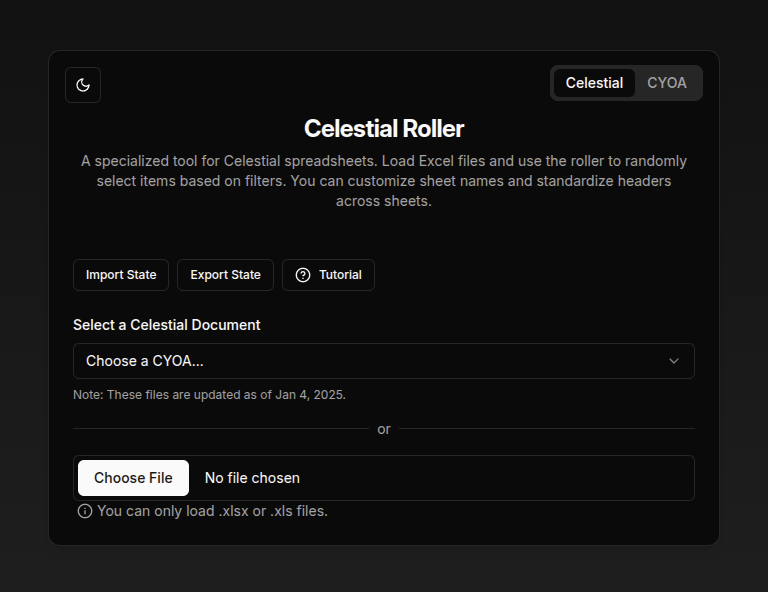 Celestial CYOA
Celestial Roller
A specialized tool for Celestial spreadsheets. Load Excel files and use the roller to randomly
select items based on filters. You can customize sheet names and standardize headers
across sheets.
Import State Export State Tutorial
Select a Celestial Document
Choose a CYOA...
Note: These files are updated as of Jan 4, 2025.
or
Choose File No file chosen
You can only load .xlsx or .xls files.